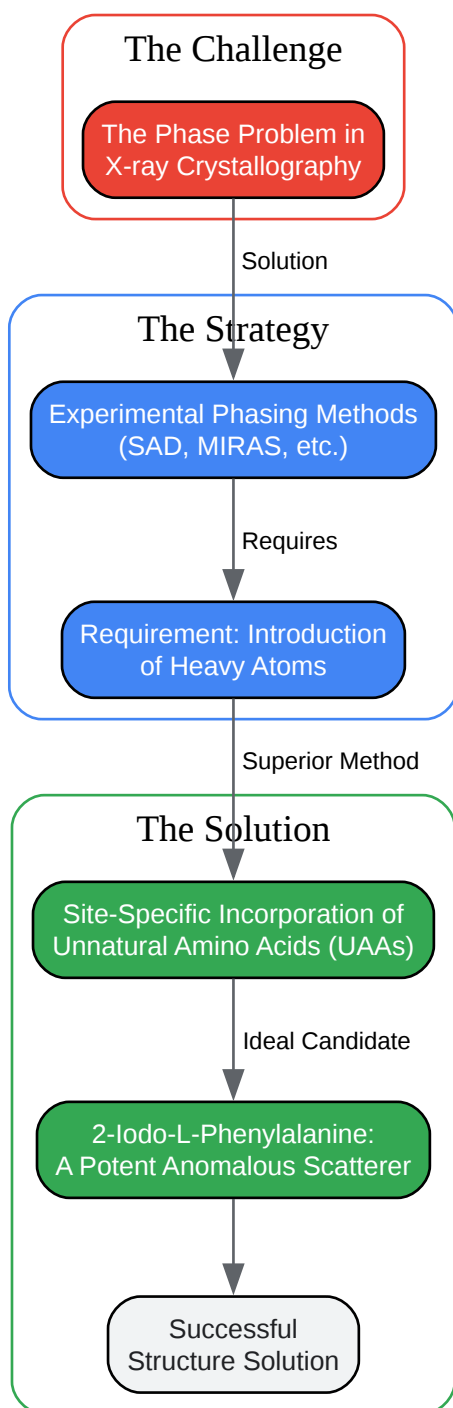 The Challenge
The Phase Problem in
X-ray Crystallography
Solution
The Strategy
Experimental Phasing Methods
(SAD, MIRAS, etc.)
Requires
Requirement: Introduction
of Heavy Atoms
Superior Method
The Solution
Site-Specific Incorporation of
Unnatural Amino Acids (UAAs)
Ideal Candidate
2-Iodo-L-Phenylalanine:
A Potent Anomalous Scatterer
Successful
Structure Solution